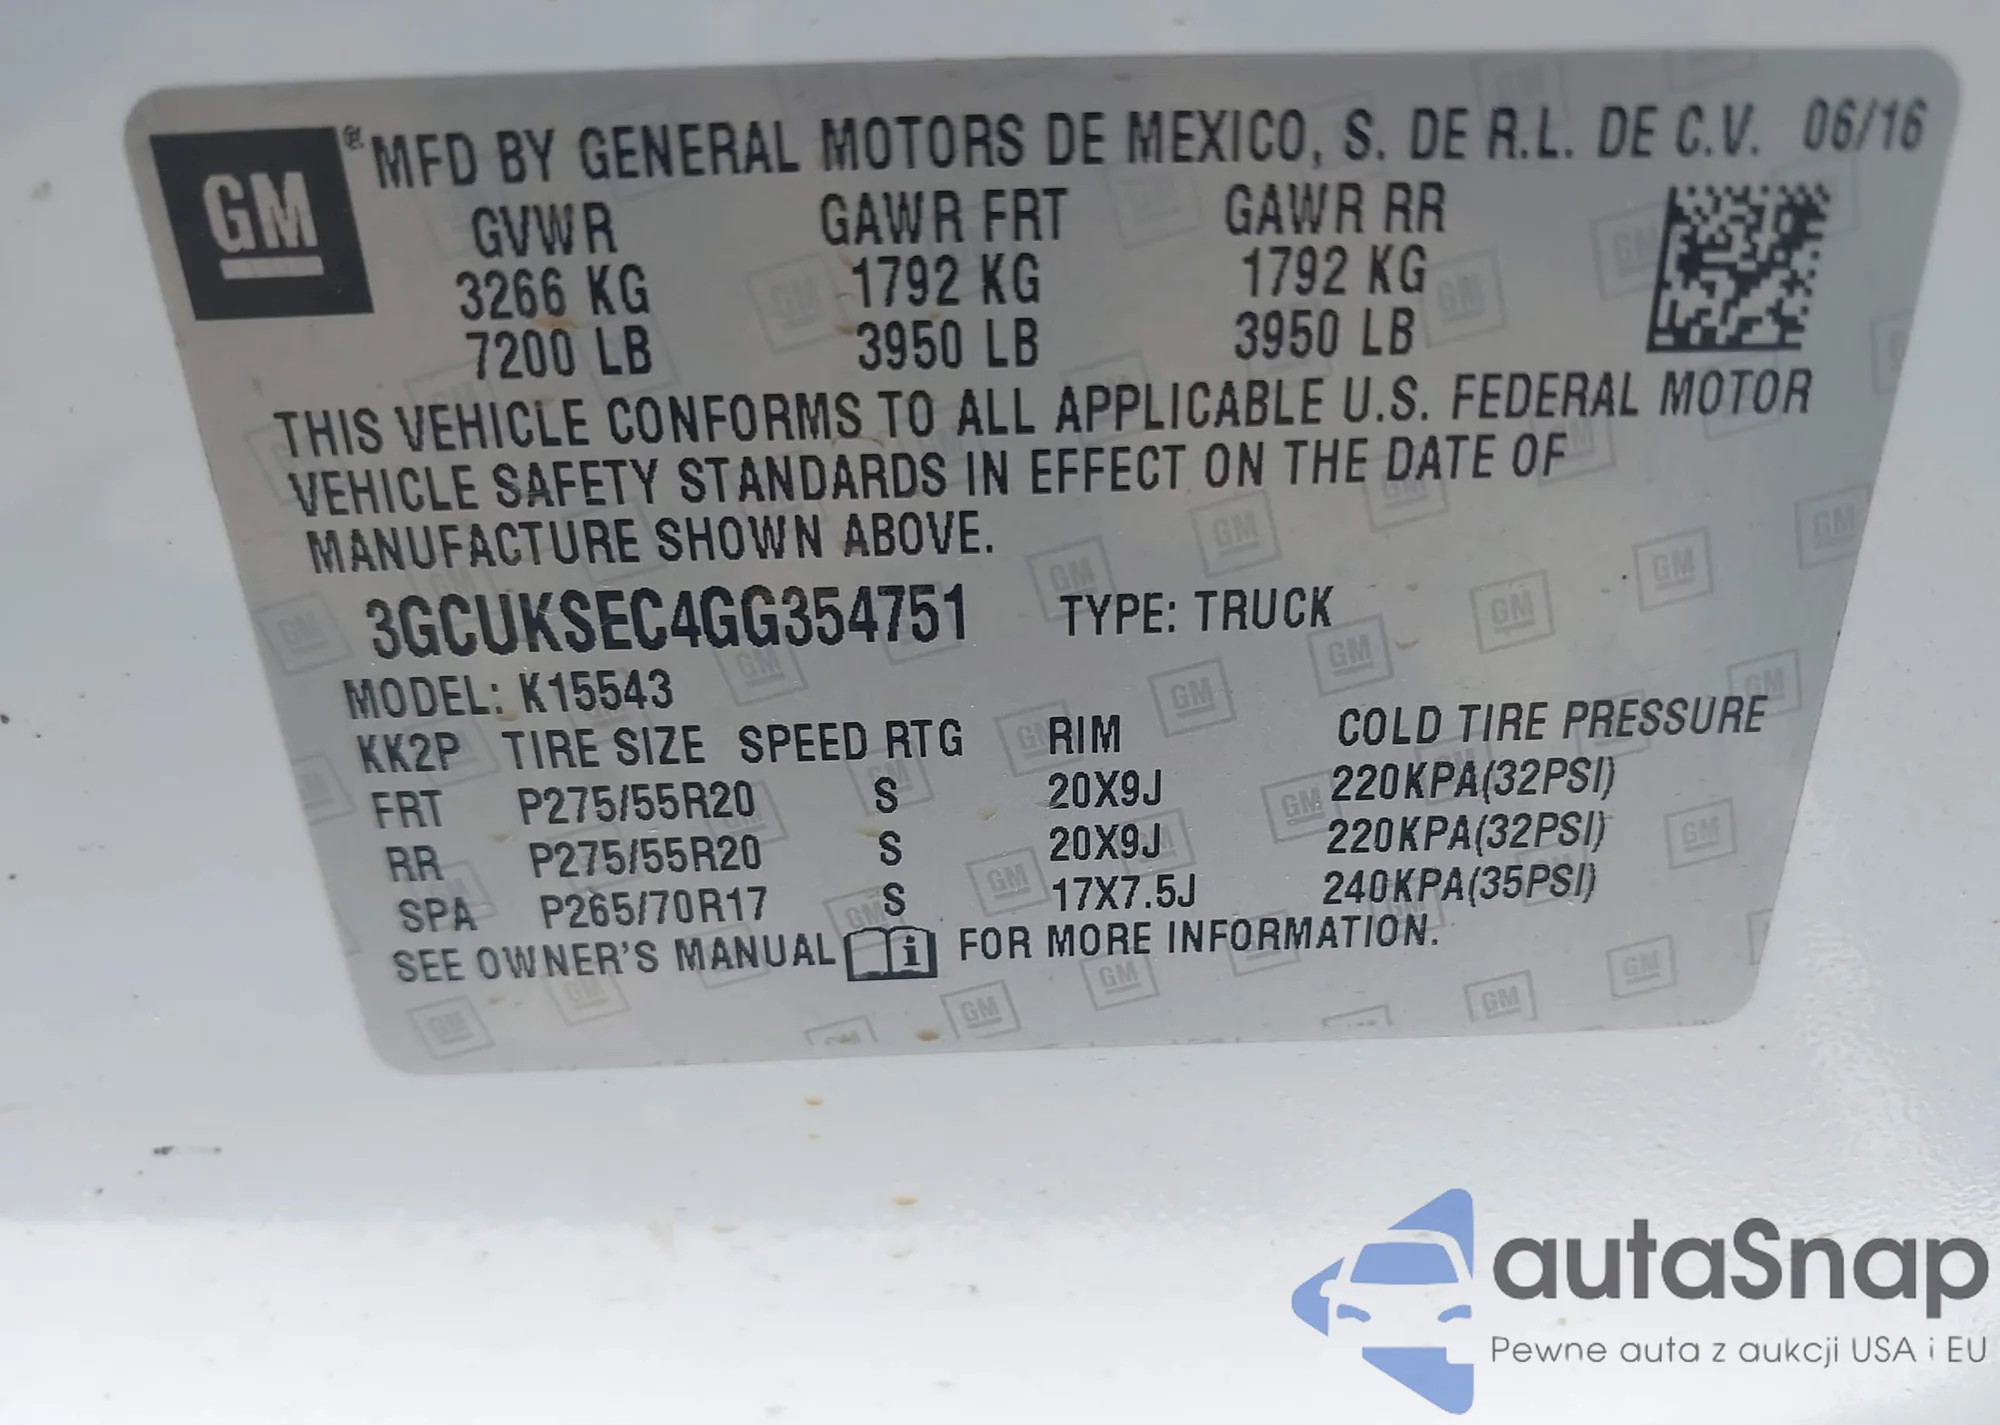 GM ® MFD BY GENERAL MOTORS DE MEXICO, S. DE R.L. DE C.V. 06/16
GVWR GAWR FRT GAWR RR
3266 KG 1792 KG 1792 KG
7200 LB 3950 LB 3950 LB
THIS VEHICLE CONFORMS TO ALL APPLICABLE U.S. FEDERAL MOTOR
VEHICLE SAFETY STANDARDS IN EFFECT ON THE DATE OF
MANUFACTURE SHOWN ABOVE.
3GCUKSEC4GG354751 TYPE: TRUCK
MODEL: K15543
KK2P TIRE SIZE SPEED RTG RIM COLD TIRE PRESSURE
FRT P275/55R20 S 20X9J 220KPA(32PSI)
RR P275/55R20 S 20X9J 220KPA(32PSI)
SPA P265/70R17 S 17X7.5J 240KPA(35PSI)
SEE OWNER'S MANUAL i FOR MORE INFORMATION.
autaSnap
Pewne auta z aukcji USA i EU